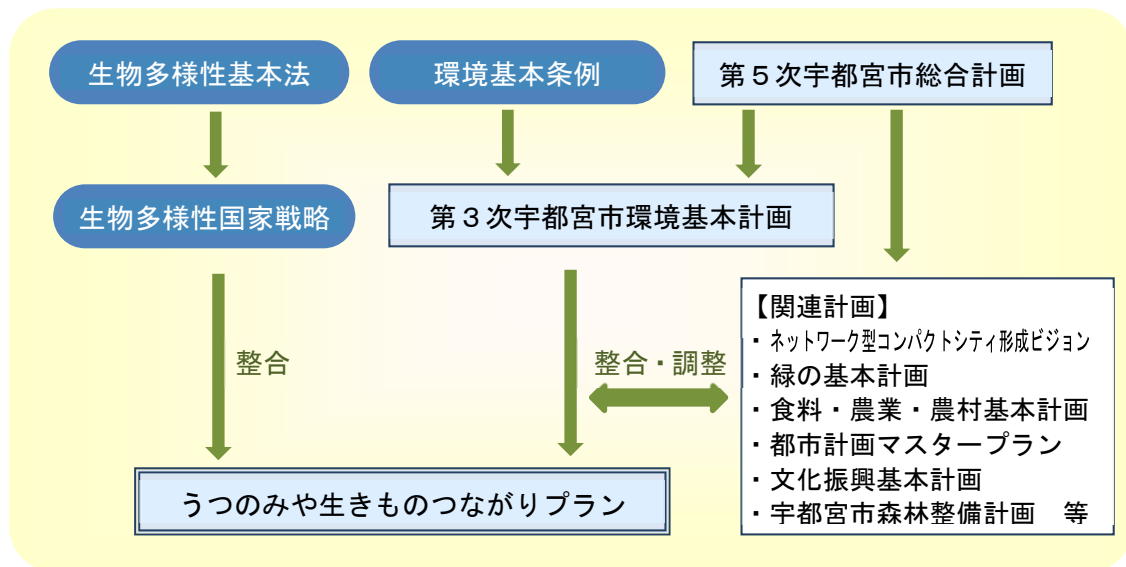 生物多様性基本法
環境基本条例
第５次宇都宮市総合計画
生物多様性国家戦略
第３次宇都宮市環境基本計画
整合
整合・調整
【関連計画】
・ネットワーク型コンパクトシティ形成ビジョン
・緑の基本計画
・食料・農業・農村基本計画
・都市計画マスタープラン
・文化振興基本計画
・宇都宮市森林整備計画　等
うつのみや生きものつながりプラン